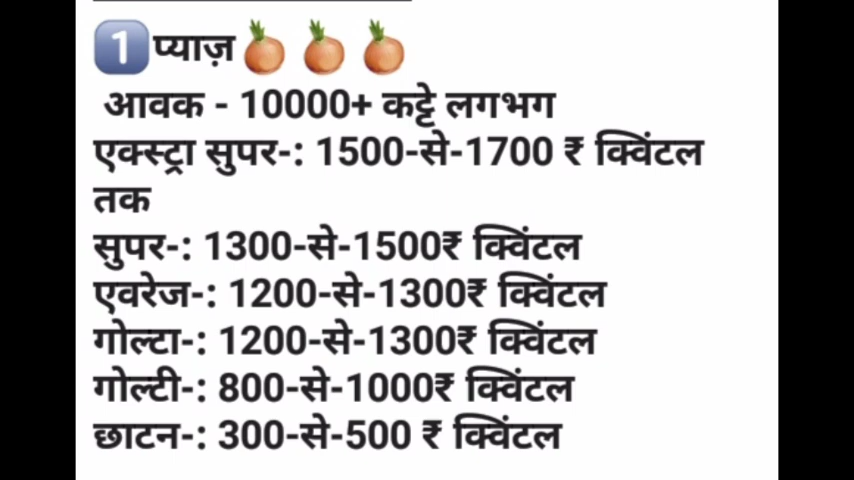 1️⃣प्याज़🧅🧅🧅
आवक - 10000+ कट्टे लगभग
एक्स्ट्रा सुपर-: 1500-से-1700 ₹ क्विंटल
तक
सुपर-: 1300-से-1500₹ क्विंटल
एवरेज-: 1200-से-1300₹ क्विंटल
गोल्टा-: 1200-से-1300₹ क्विंटल
गोल्टी-: 800-से-1000₹ क्विंटल
छाटन-: 300-से-500 ₹ क्विंटल